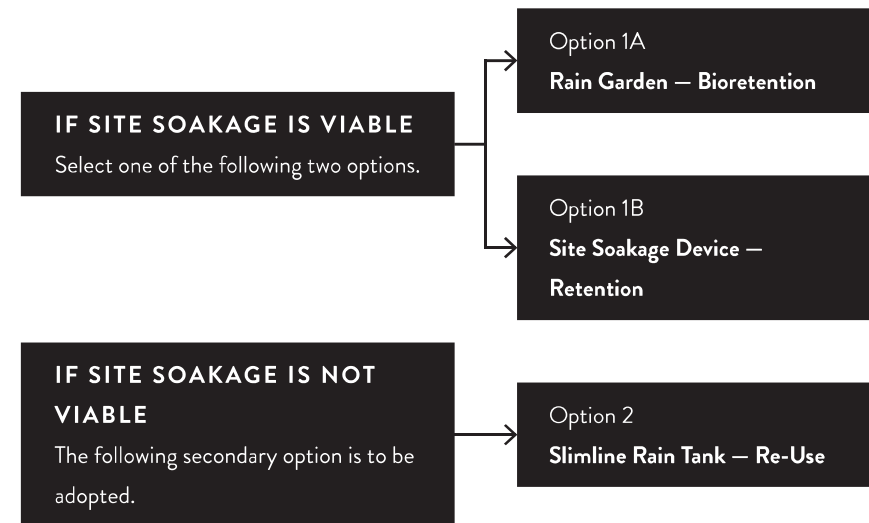 IF SITE SOAKAGE IS VIABLE
Select one of the following two options.
Option 1A
Rain Garden — Bioretention
Option 1B
Site Soakage Device —
Retention
IF SITE SOAKAGE IS NOT
VIABLE
The following secondary option is to be
adopted.
Option 2
Slimline Rain Tank — Re-Use